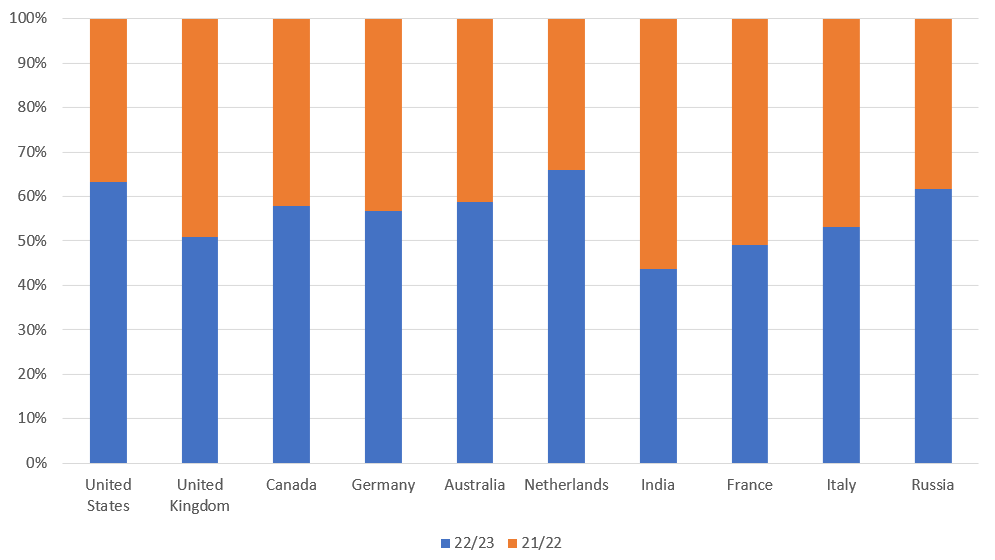 100%
90%
80%
70%
60%
50%
40%
30%
20%
10%
0%
United States
United Kingdom
Canada
Germany
Australia
Netherlands
India
France
Italy
Russia
22/23
21/22